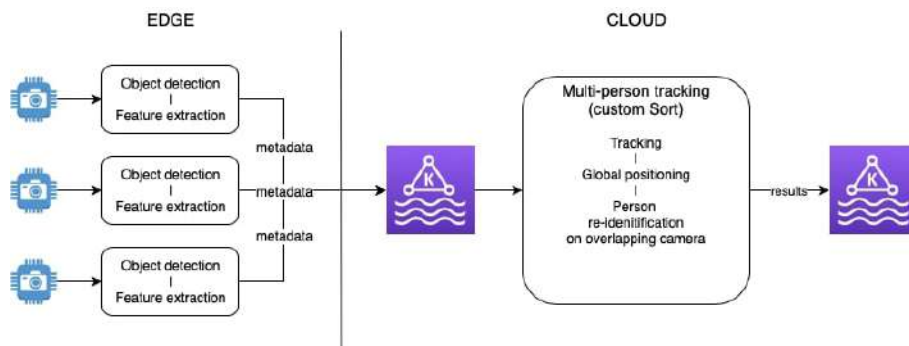 EDGE
CLOUD
Object detection
Feature extraction
metadata
Object detection
Feature extraction
metadata
Object detection
Feature extraction
metadata
K
Multi-person tracking
(custom Sort)
Tracking
Global positioning
Person
re-idenitification
on overlapping camera
results
K